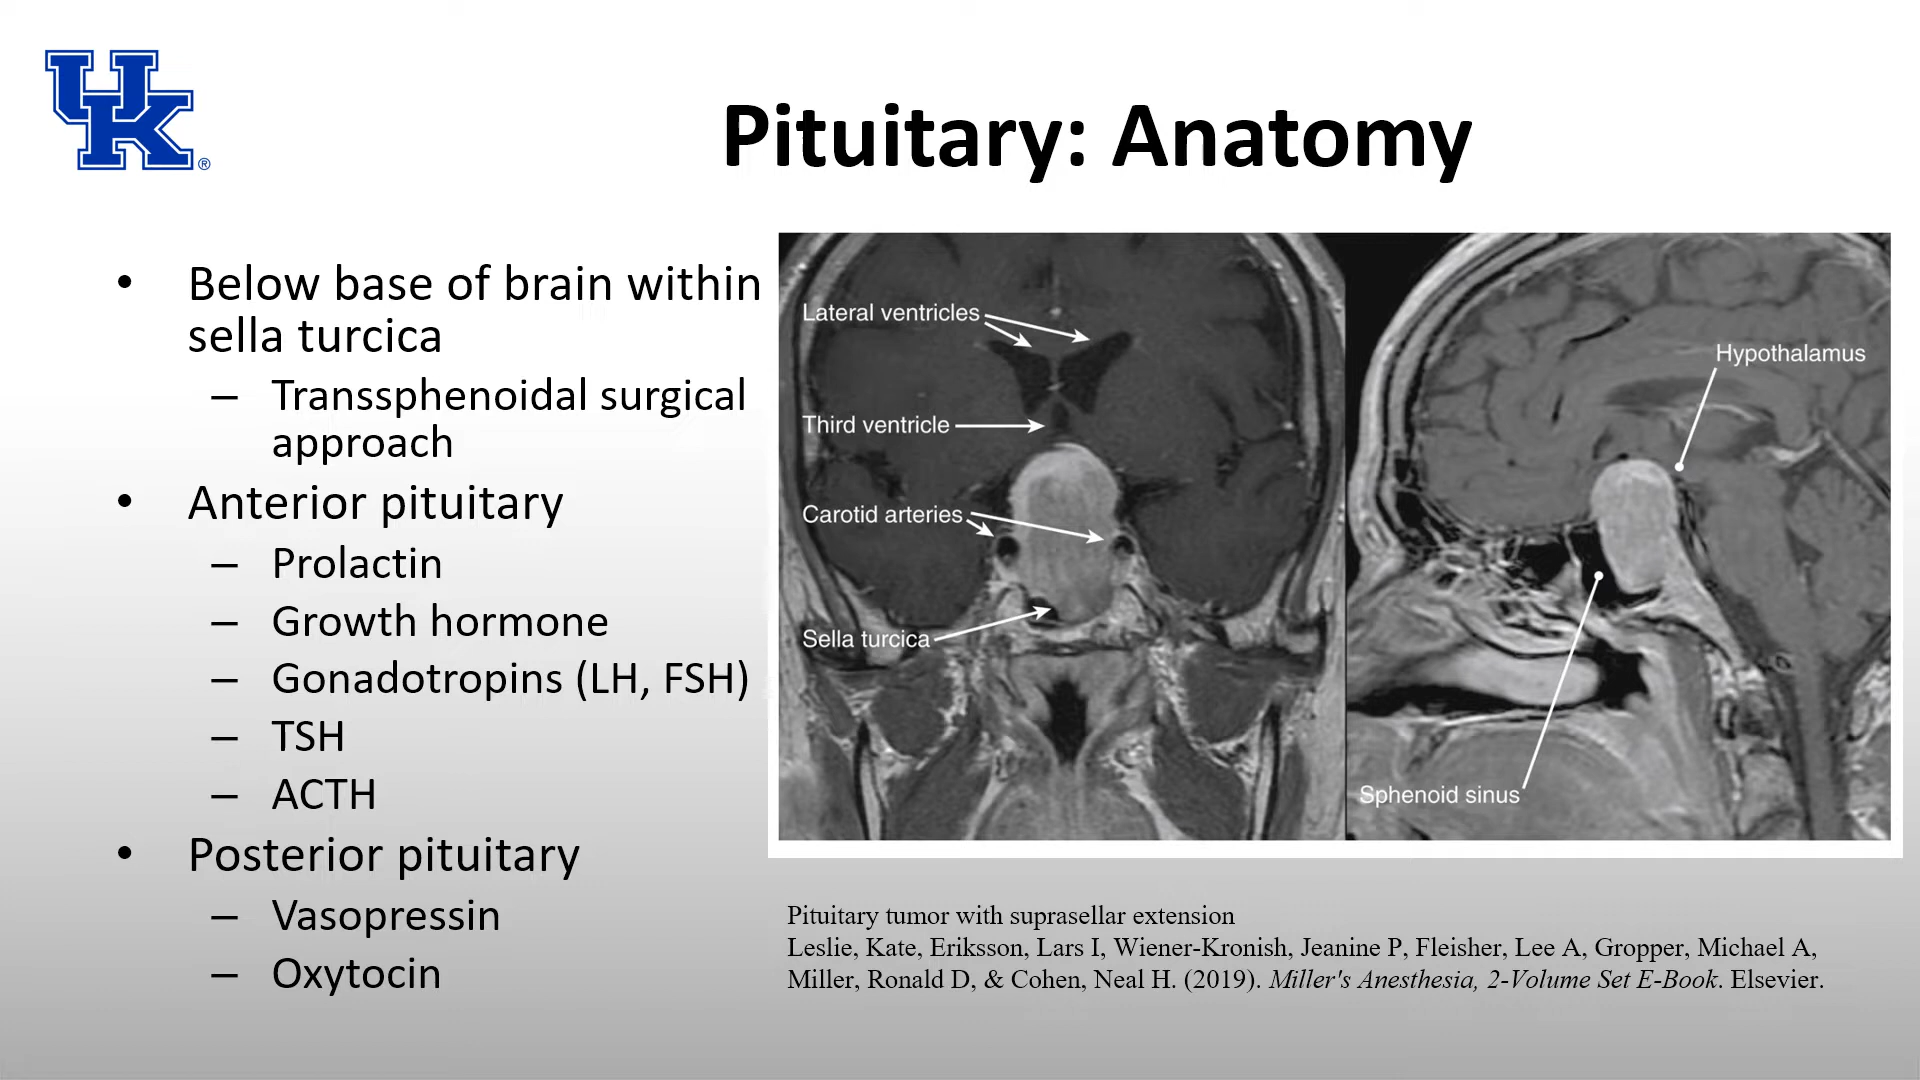 UK®
Pituitary: Anatomy
• Below base of brain within
sella turcica
– Transsphenoidal surgical
approach
• Anterior pituitary
– Prolactin
– Growth hormone
– Gonadotropins (LH, FSH)
– TSH
– ACTH
• Posterior pituitary
– Vasopressin
– Oxytocin
Lateral ventricles
Third ventricle
Carotid arteries
Sella turcica
Hypothalamus
Sphenoid sinus
Pituitary tumor with suprasellar extension
Leslie, Kate, Eriksson, Lars I, Wiener-Kronish, Jeanine P, Fleisher, Lee A, Gropper, Michael A,
Miller, Ronald D, & Cohen, Neal H. (2019). Miller's Anesthesia, 2-Volume Set E-Book. Elsevier.